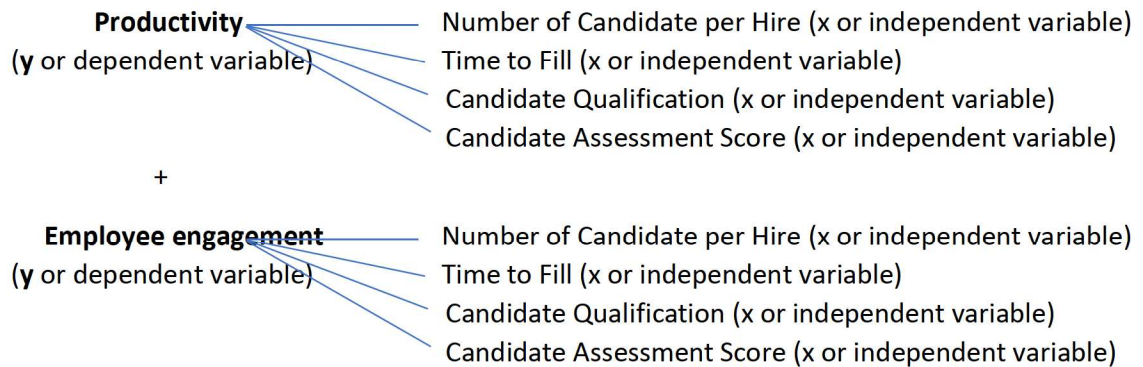 Productivity Number of Candidate per Hire (x or independent variable)
(y or dependent variable) Time to Fill (x or independent variable)
Candidate Qualification (x or independent variable)
Candidate Assessment Score (x or independent variable)
+
Employee engagement Number of Candidate per Hire (x or independent variable)
(y or dependent variable) Time to Fill (x or independent variable)
Candidate Qualification (x or independent variable)
Candidate Assessment Score (x or independent variable)